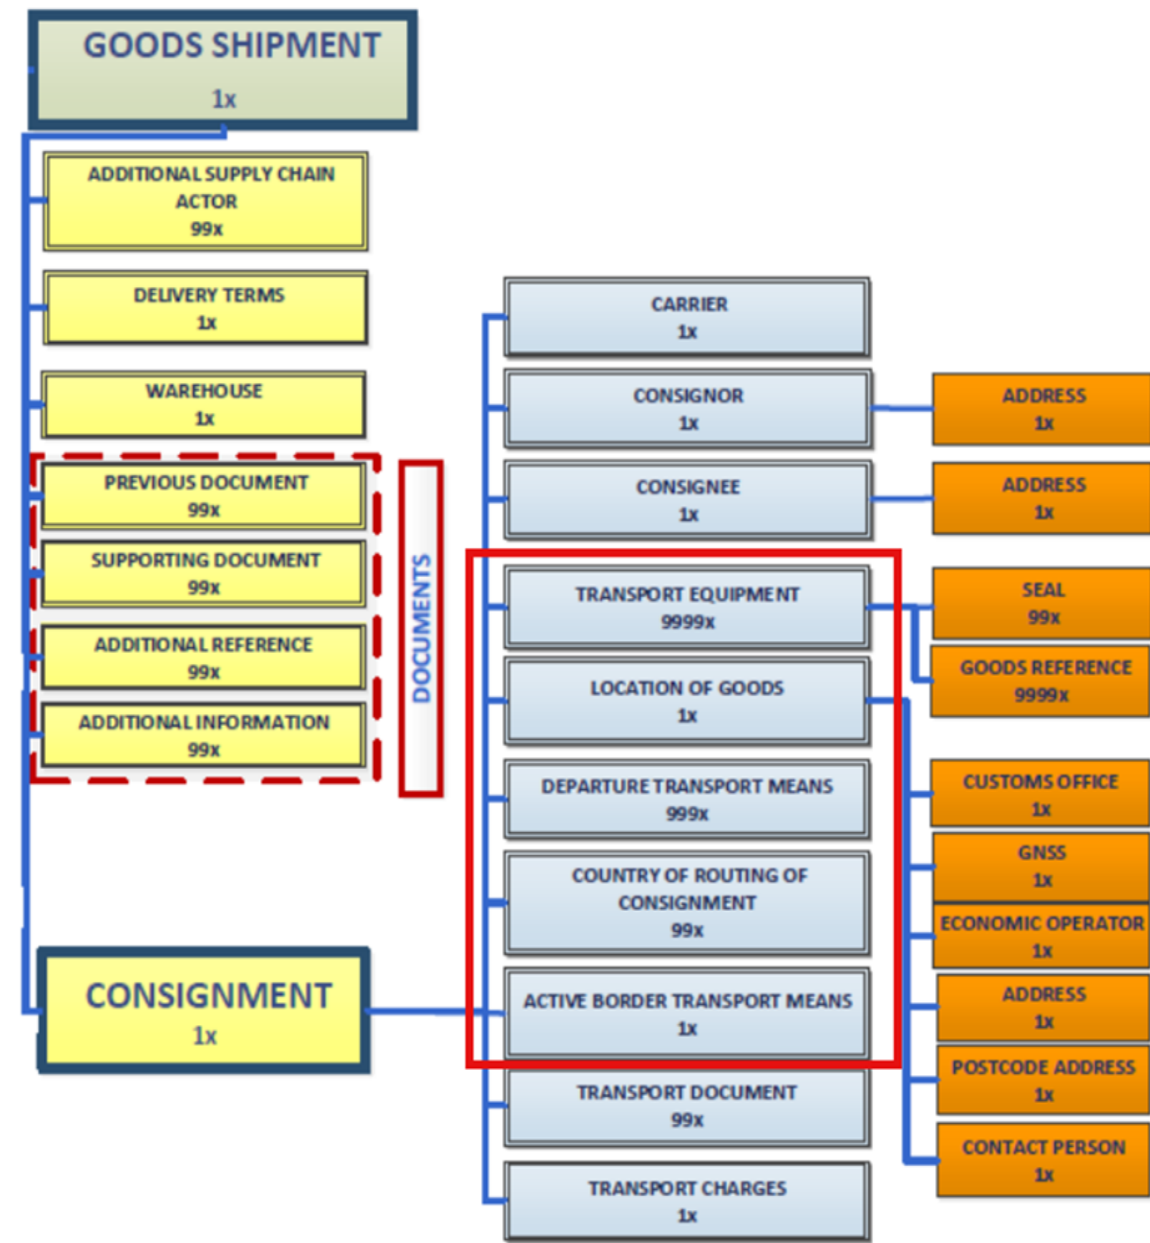 GOODS SHIPMENT
1x
ADDITIONAL SUPPLY CHAIN
ACTOR
99x
DELIVERY TERMS
1x
WAREHOUSE
1x
PREVIOUS DOCUMENT
99x
SUPPORTING DOCUMENT
99x
ADDITIONAL REFERENCE
99x
ADDITIONAL INFORMATION
99x
DOCUMENTS
CONSIGNMENT
1x
CARRIER
1x
CONSIGNOR
1x
CONSIGNEE
1x
TRANSPORT EQUIPMENT
9999x
LOCATION OF GOODS
1x
DEPARTURE TRANSPORT MEANS
999x
COUNTRY OF ROUTING OF
CONSIGNMENT
99x
ACTIVE BORDER TRANSPORT MEANS
1x
TRANSPORT DOCUMENT
99x
TRANSPORT CHARGES
1x
ADDRESS
1x
ADDRESS
1x
SEAL
99x
GOODS REFERENCE
9999x
CUSTOMS OFFICE
1x
GNSS
1x
ECONOMIC OPERATOR
1x
ADDRESS
1x
POSTCODE ADDRESS
1x
CONTACT PERSON
1x